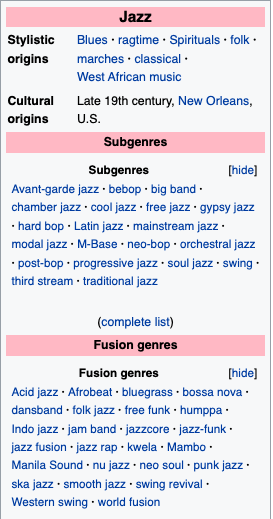 Jazz
Stylistic origins
Blues · ragtime · Spirituals · folk ·
marches · classical ·
West African music
Cultural origins
Late 19th century, New Orleans,
U.S.
Subgenres
Subgenres [hide]
Avant-garde jazz · bebop · big band ·
chamber jazz · cool jazz · free jazz · gypsy jazz
· hard bop · Latin jazz · mainstream jazz ·
modal jazz · M-Base · neo-bop · orchestral jazz
· post-bop · progressive jazz · soul jazz · swing ·
third stream · traditional jazz
(complete list)
Fusion genres
Fusion genres [hide]
Acid jazz · Afrobeat · bluegrass · bossa nova ·
dansband · folk jazz · free funk · humppa ·
Indo jazz · jam band · jazzcore · jazz-funk ·
jazz fusion · jazz rap · kwela · Mambo ·
Manila Sound · nu jazz · neo soul · punk jazz ·
ska jazz · smooth jazz · swing revival ·
Western swing · world fusion